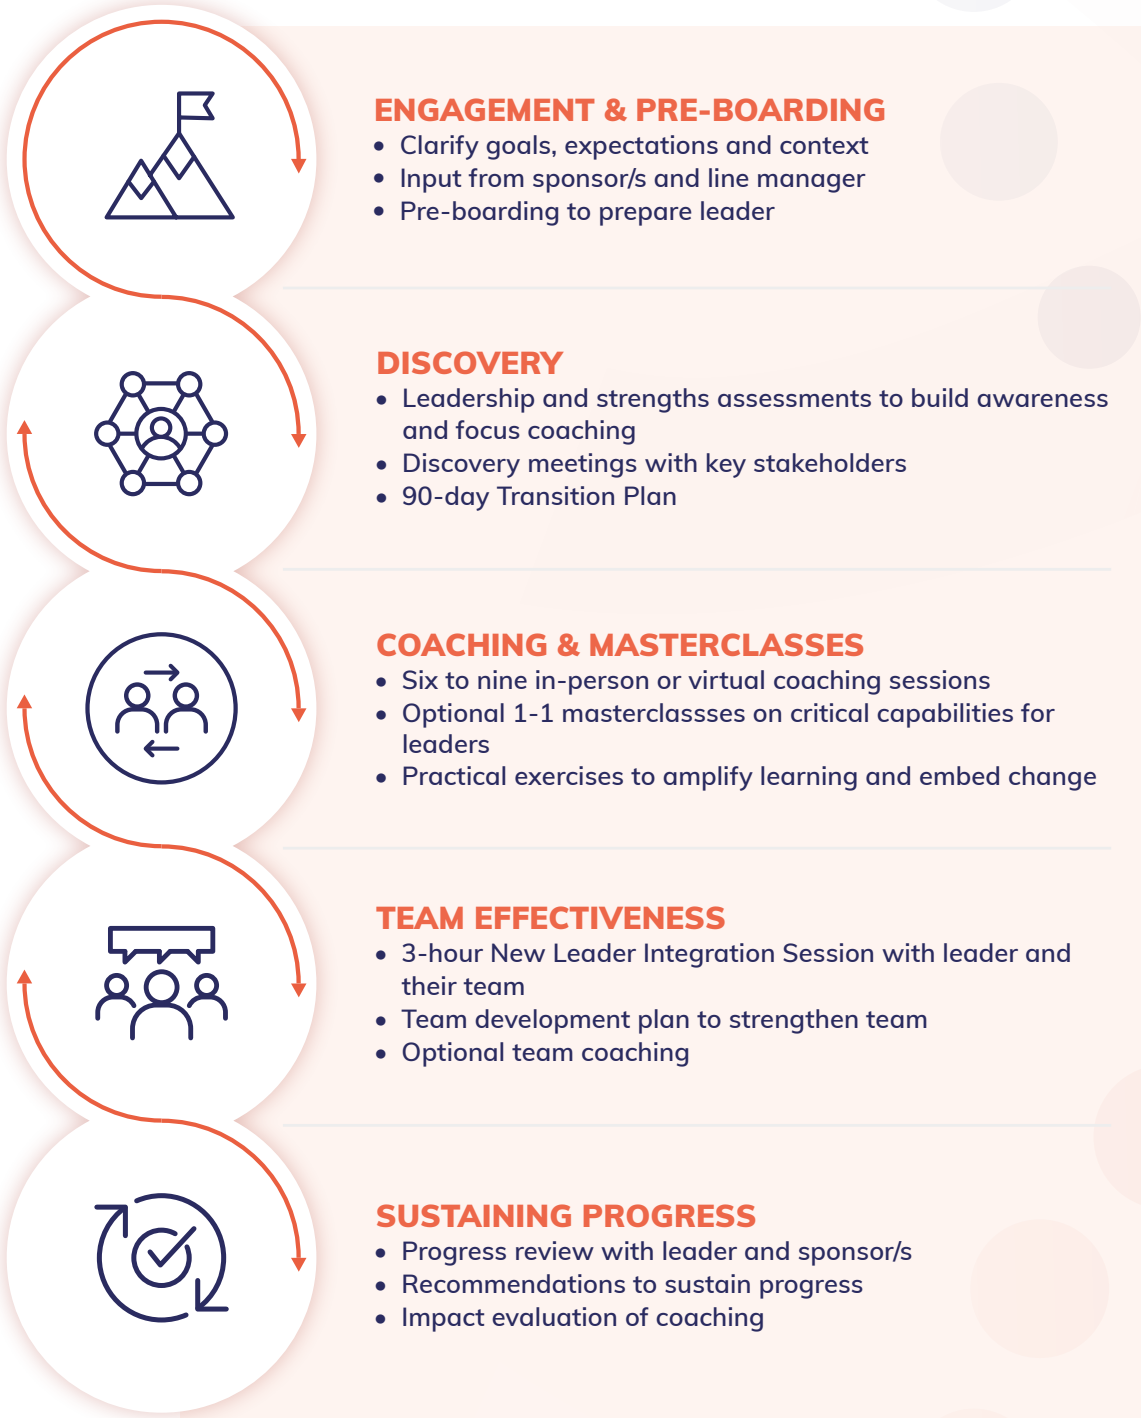 ENGAGEMENT & PRE-BOARDING
• Clarify goals, expectations and context
• Input from sponsor/s and line manager
• Pre-boarding to prepare leader
DISCOVERY
• Leadership and strengths assessments to build awareness
and focus coaching
• Discovery meetings with key stakeholders
• 90-day Transition Plan
COACHING & MASTERCLASSES
• Six to nine in-person or virtual coaching sessions
• Optional 1-1 masterclassses on critical capabilities for
leaders
• Practical exercises to amplify learning and embed change
TEAM EFFECTIVENESS
• 3-hour New Leader Integration Session with leader and
their team
• Team development plan to strengthen team
• Optional team coaching
SUSTAINING PROGRESS
• Progress review with leader and sponsor/s
• Recommendations to sustain progress
• Impact evaluation of coaching